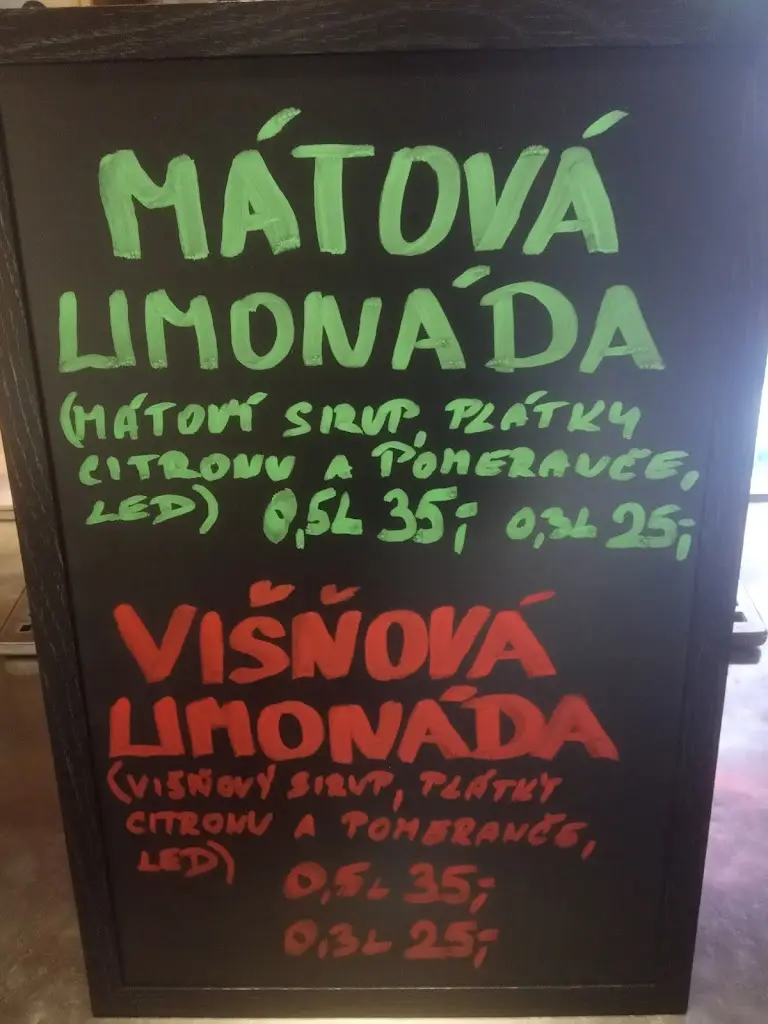 MÁTOVÁ
LIMONÁDA
(MÁTOVÝ SIRUP, PLÁTKY
CITRONU A POMERANČE,
LED) 0,5L 35,- 0,3L 25,-
VIŠŇOVÁ
LIMONÁDA
(VIŠŇOVÝ SIRUP, PLÁTKY
CITRONU A POMERANČE,
LED)
0,5L 35,-
0,3L 25,-